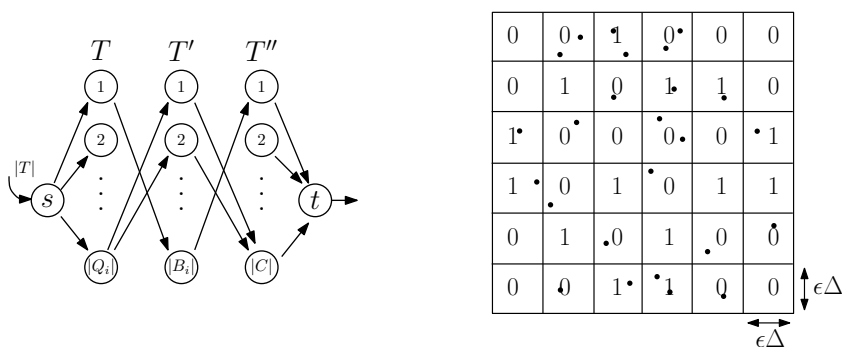 T T′ T″
1 1 1
2 2 2
|T|
s t
|Q_i| |B_i| |C|
0 0 1 0 0 0
0 1 0 1 1 0
1 0 0 0 0 1
1 0 1 0 1 1
0 1 0 1 0 0
0 0 1 1 0 0
ϵΔ
ϵΔ